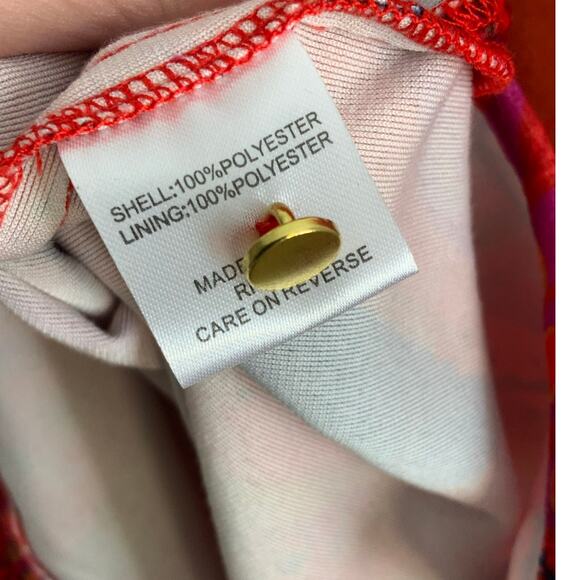 SHELL:100%POLYESTER
LINING:100%POLYESTER
MADE
CARE ON REVERSE